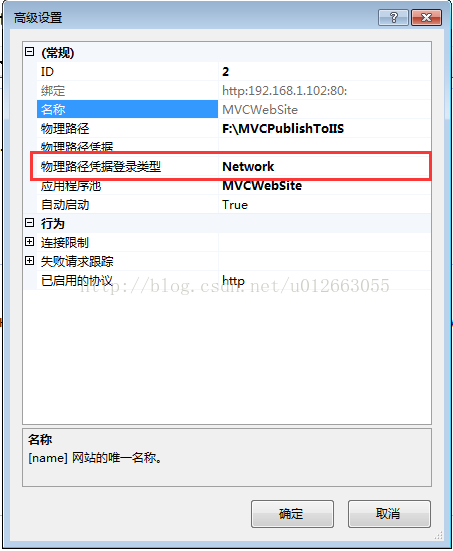 高级设置
(常规)
ID 2
绑定 http:192.168.1.102:80:
名称 MVCWebSite
物理路径 F:\MVCPublishToIIS
物理路径凭据
物理路径凭据登录类型 Network
应用程序池 MVCWebSite
自动启动 True
行为
连接限制
失败请求跟踪
已启用的协议 http
http://blog.csdn.net/u012663055
名称
[name] 网站的唯一名称。
确定 取消